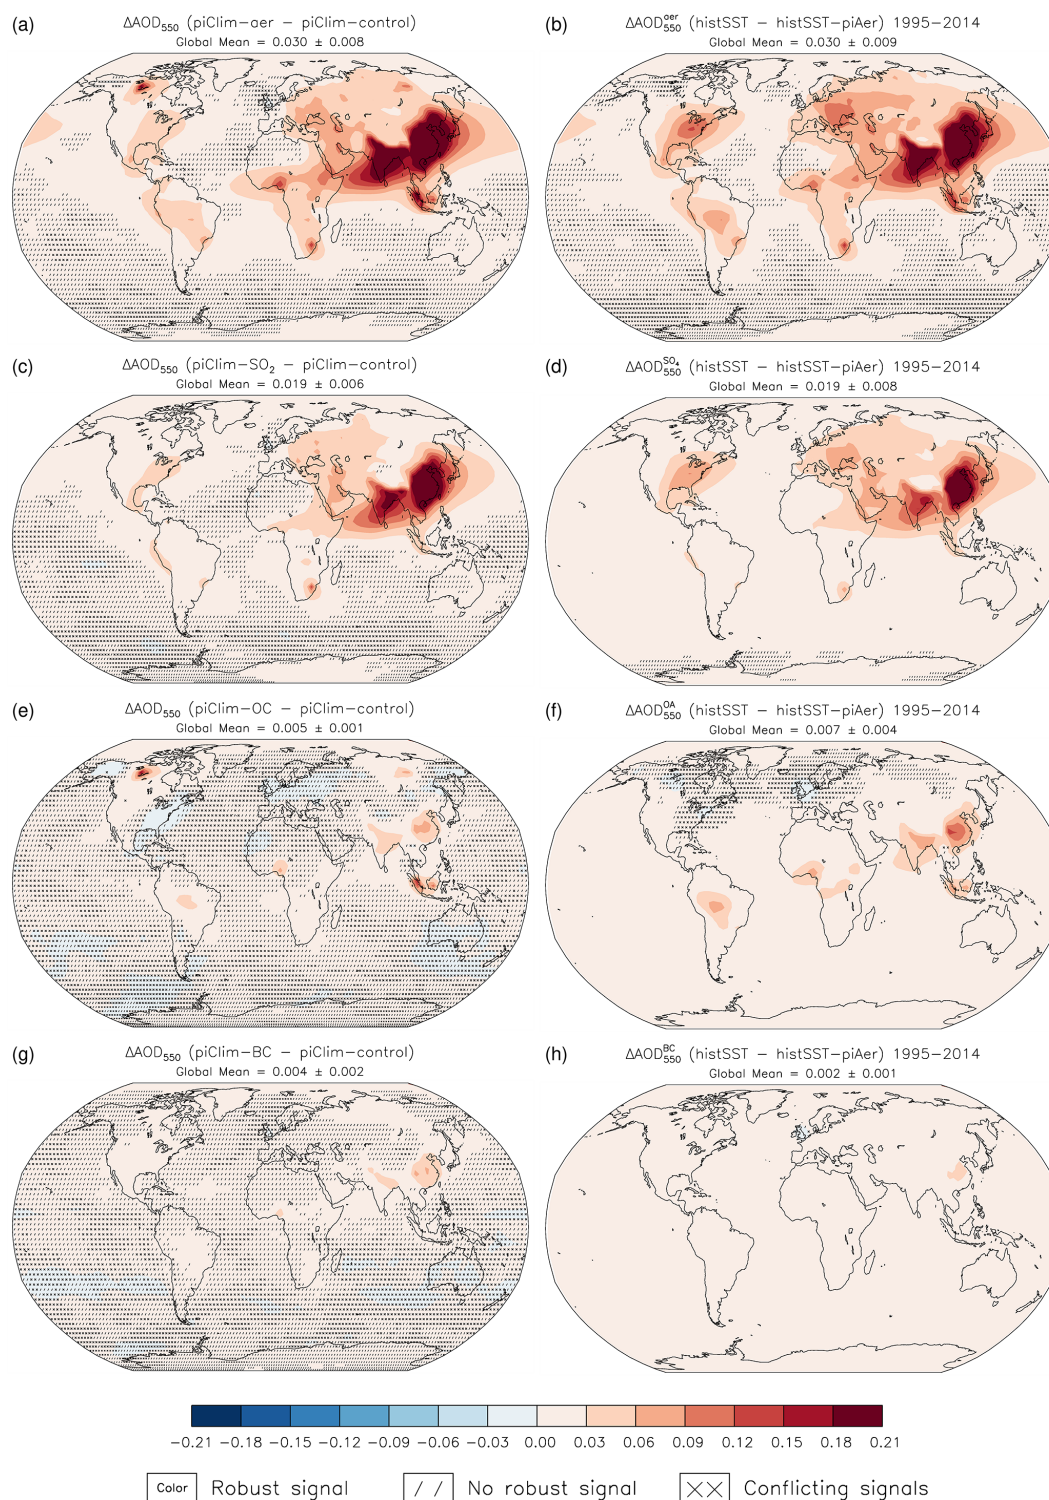 (a) ΔAOD₅₅₀ (piClim-aer - piClim-control)
Global Mean = 0.030 ± 0.008
(b) ΔAOD₅₅₀ᵃᵉʳ (histSST - histSST-piAer) 1995-2014
Global Mean = 0.030 ± 0.009
(c) ΔAOD₅₅₀ (piClim-SO₂ - piClim-control)
Global Mean = 0.019 ± 0.006
(d) ΔAOD₅₅₀^SO₄ (histSST - histSST-piAer) 1995-2014
Global Mean = 0.019 ± 0.008
(e) ΔAOD₅₅₀ (piClim-OC - piClim-control)
Global Mean = 0.005 ± 0.001
(f) ΔAOD₅₅₀^OA (histSST - histSST-piAer) 1995-2014
Global Mean = 0.007 ± 0.004
(g) ΔAOD₅₅₀ (piClim-BC - piClim-control)
Global Mean = 0.004 ± 0.002
(h) ΔAOD₅₅₀^BC (histSST - histSST-piAer) 1995-2014
Global Mean = 0.002 ± 0.001
-0.21 -0.18 -0.15 -0.12 -0.09 -0.06 -0.03 0.00 0.03 0.06 0.09 0.12 0.15 0.18 0.21
Color Robust signal / / No robust signal XX Conflicting signals